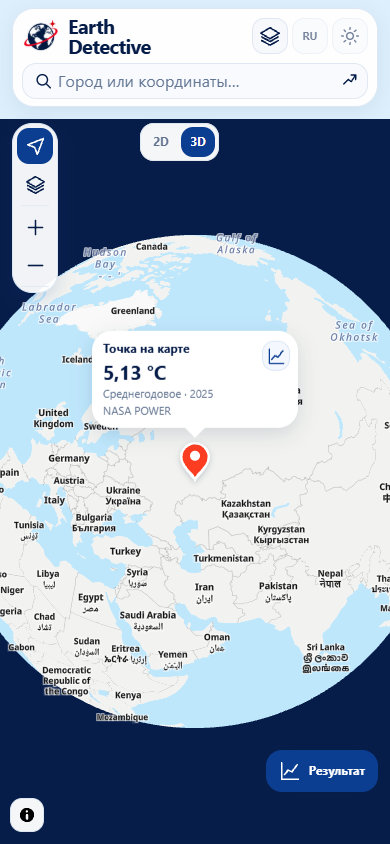 Earth
Detective
RU
Город или координаты...
2D
3D
Canada
Gulf of
Alaska
Hudson
Bay
Labrador
Sea
Greenland
Sea of
Okhotsk
Точка на карте
5,13 °C
Среднегодовое · 2025
NASA POWER
Iceland
United
Kingdom
Sweden
Germany
Austria
Ukraine
Україна
Italy
Bulgaria
България
Kazakhstan
Қазақстан
Kyrgyzstan
Кыргызстан
Tunisia
تونس
Turkey
Turkmenistan
Syria
سوريا
Iran
ایران
Pakistan
پاکستان
Nepal
नेपाल
Libya
ليبيا
Niger
Egypt
مصر
Chad
تشاد
Saudi Arabia
السعودية
Oman
عُمان
Sudan
السودان
Eritrea
ኤርትራ إرتريا
Yemen
اليمن
Gabon
Sri Lanka
ශ්‍රී ලංකාව
இலங்கை
Democratic
Republic of
the Congo
Kenya
Mozambique
Результат